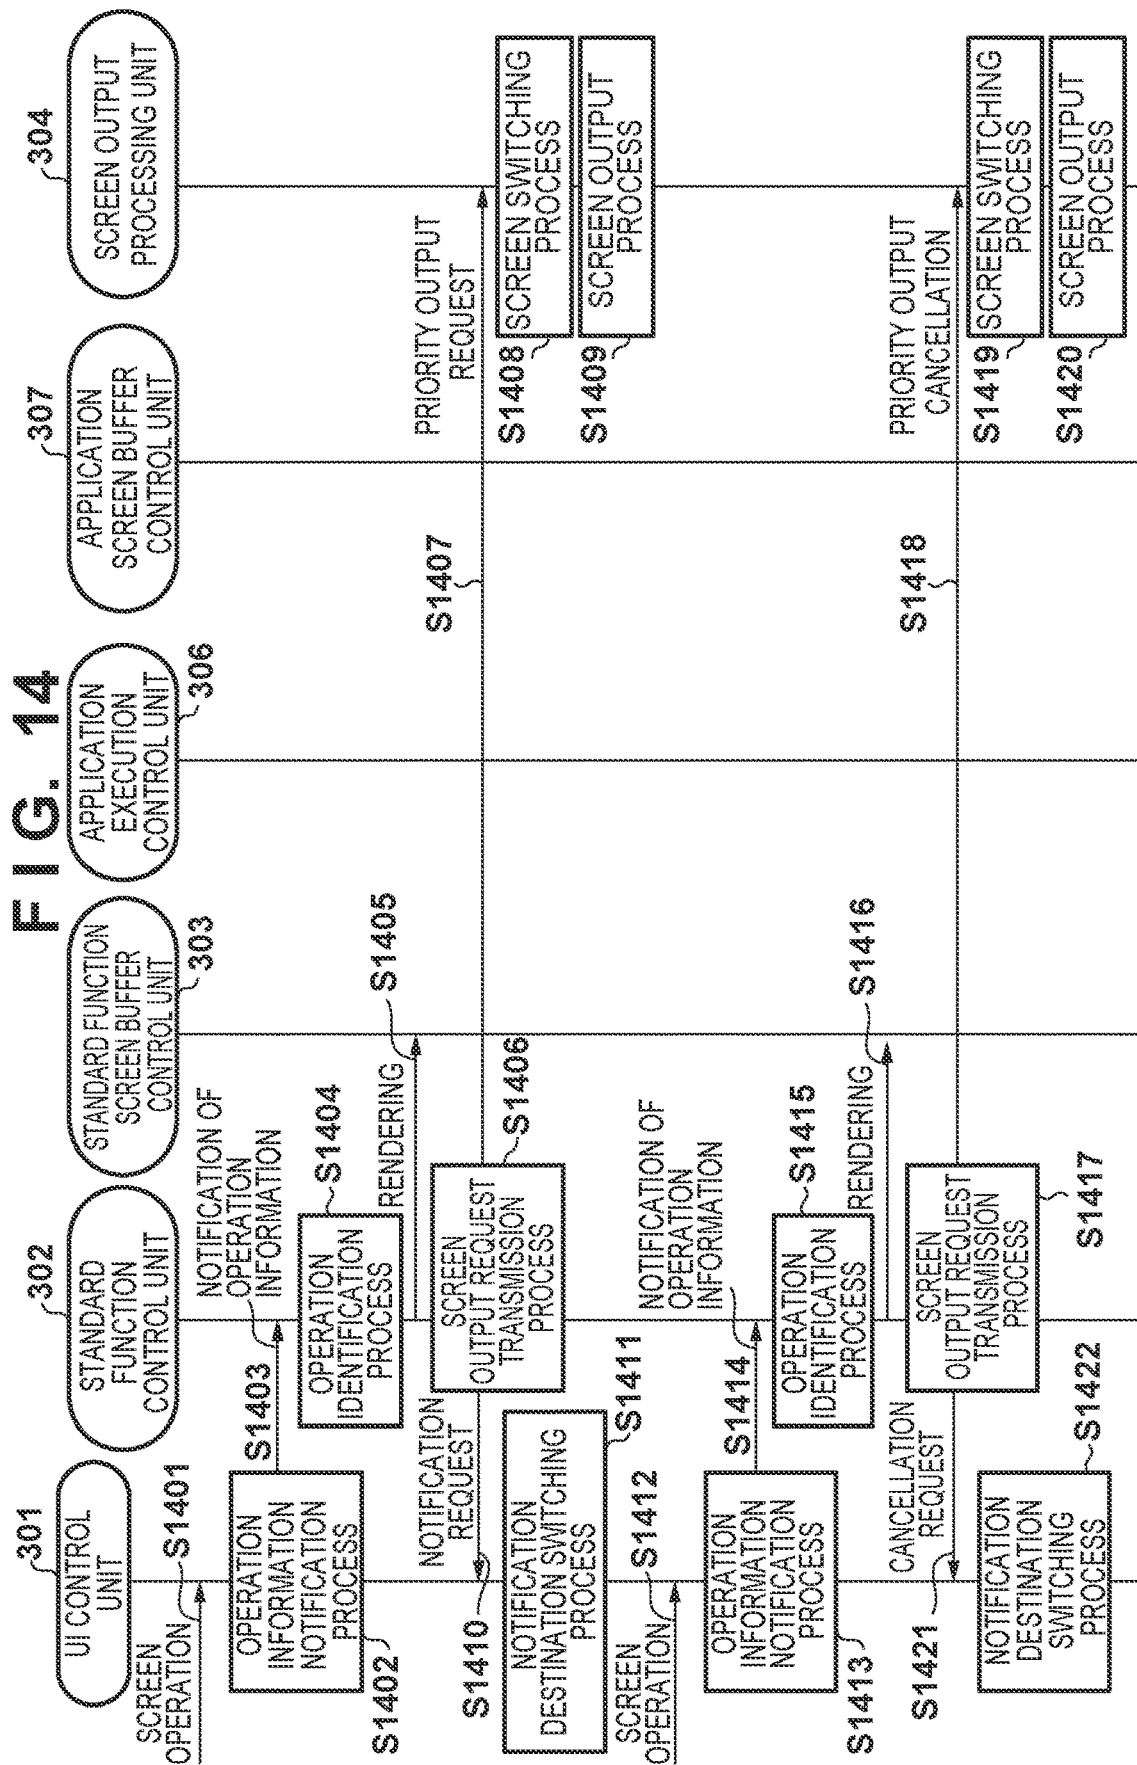 FIG. 14
301
UI CONTROL
UNIT
302
STANDARD
FUNCTION
CONTROL UNIT
303
STANDARD FUNCTION
SCREEN BUFFER
CONTROL UNIT
306
APPLICATION
EXECUTION
CONTROL UNIT
307
APPLICATION
SCREEN BUFFER
CONTROL UNIT
304
SCREEN OUTPUT
PROCESSING UNIT
SCREEN
OPERATION
S1401
OPERATION
INFORMATION
NOTIFICATION
PROCESS
S1402
S1403
NOTIFICATION OF
OPERATION
INFORMATION
OPERATION
IDENTIFICATION
PROCESS
S1404
RENDERING
S1405
SCREEN
OUTPUT REQUEST
TRANSMISSION
PROCESS
S1406
S1407
PRIORITY OUTPUT
REQUEST
S1408
SCREEN SWITCHING
PROCESS
S1409
SCREEN OUTPUT
PROCESS
NOTIFICATION
REQUEST
S1410
NOTIFICATION
DESTINATION SWITCHING
PROCESS
S1411
SCREEN
OPERATION
S1412
OPERATION
INFORMATION
NOTIFICATION
PROCESS
S1413
S1414
NOTIFICATION OF
OPERATION
INFORMATION
OPERATION
IDENTIFICATION
PROCESS
S1415
RENDERING
S1416
SCREEN
OUTPUT REQUEST
TRANSMISSION
PROCESS
S1417
S1418
PRIORITY OUTPUT
CANCELLATION
S1419
SCREEN SWITCHING
PROCESS
S1420
SCREEN OUTPUT
PROCESS
CANCELLATION
REQUEST
S1421
NOTIFICATION
DESTINATION
SWITCHING
PROCESS
S1422